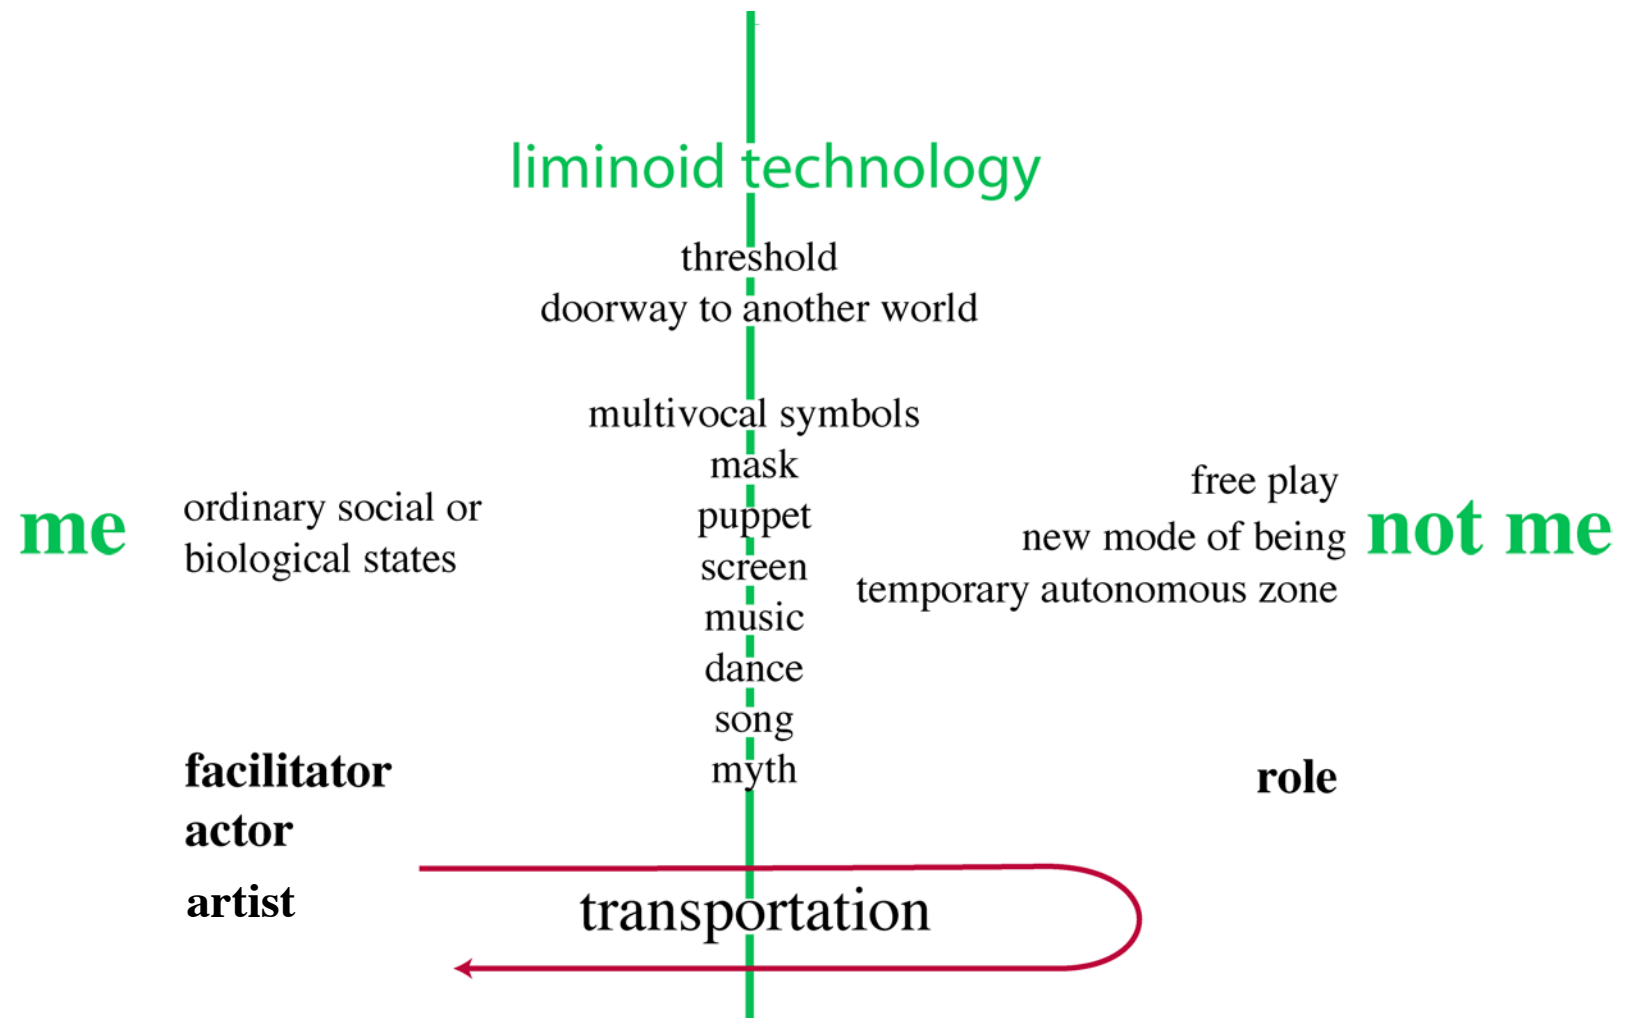 liminoid technology
threshold
doorway to another world
multivocal symbols
mask
puppet
screen
music
dance
song
myth
me
ordinary social or
biological states
free play
new mode of being
temporary autonomous zone
not me
facilitator
actor
artist
role
transportation